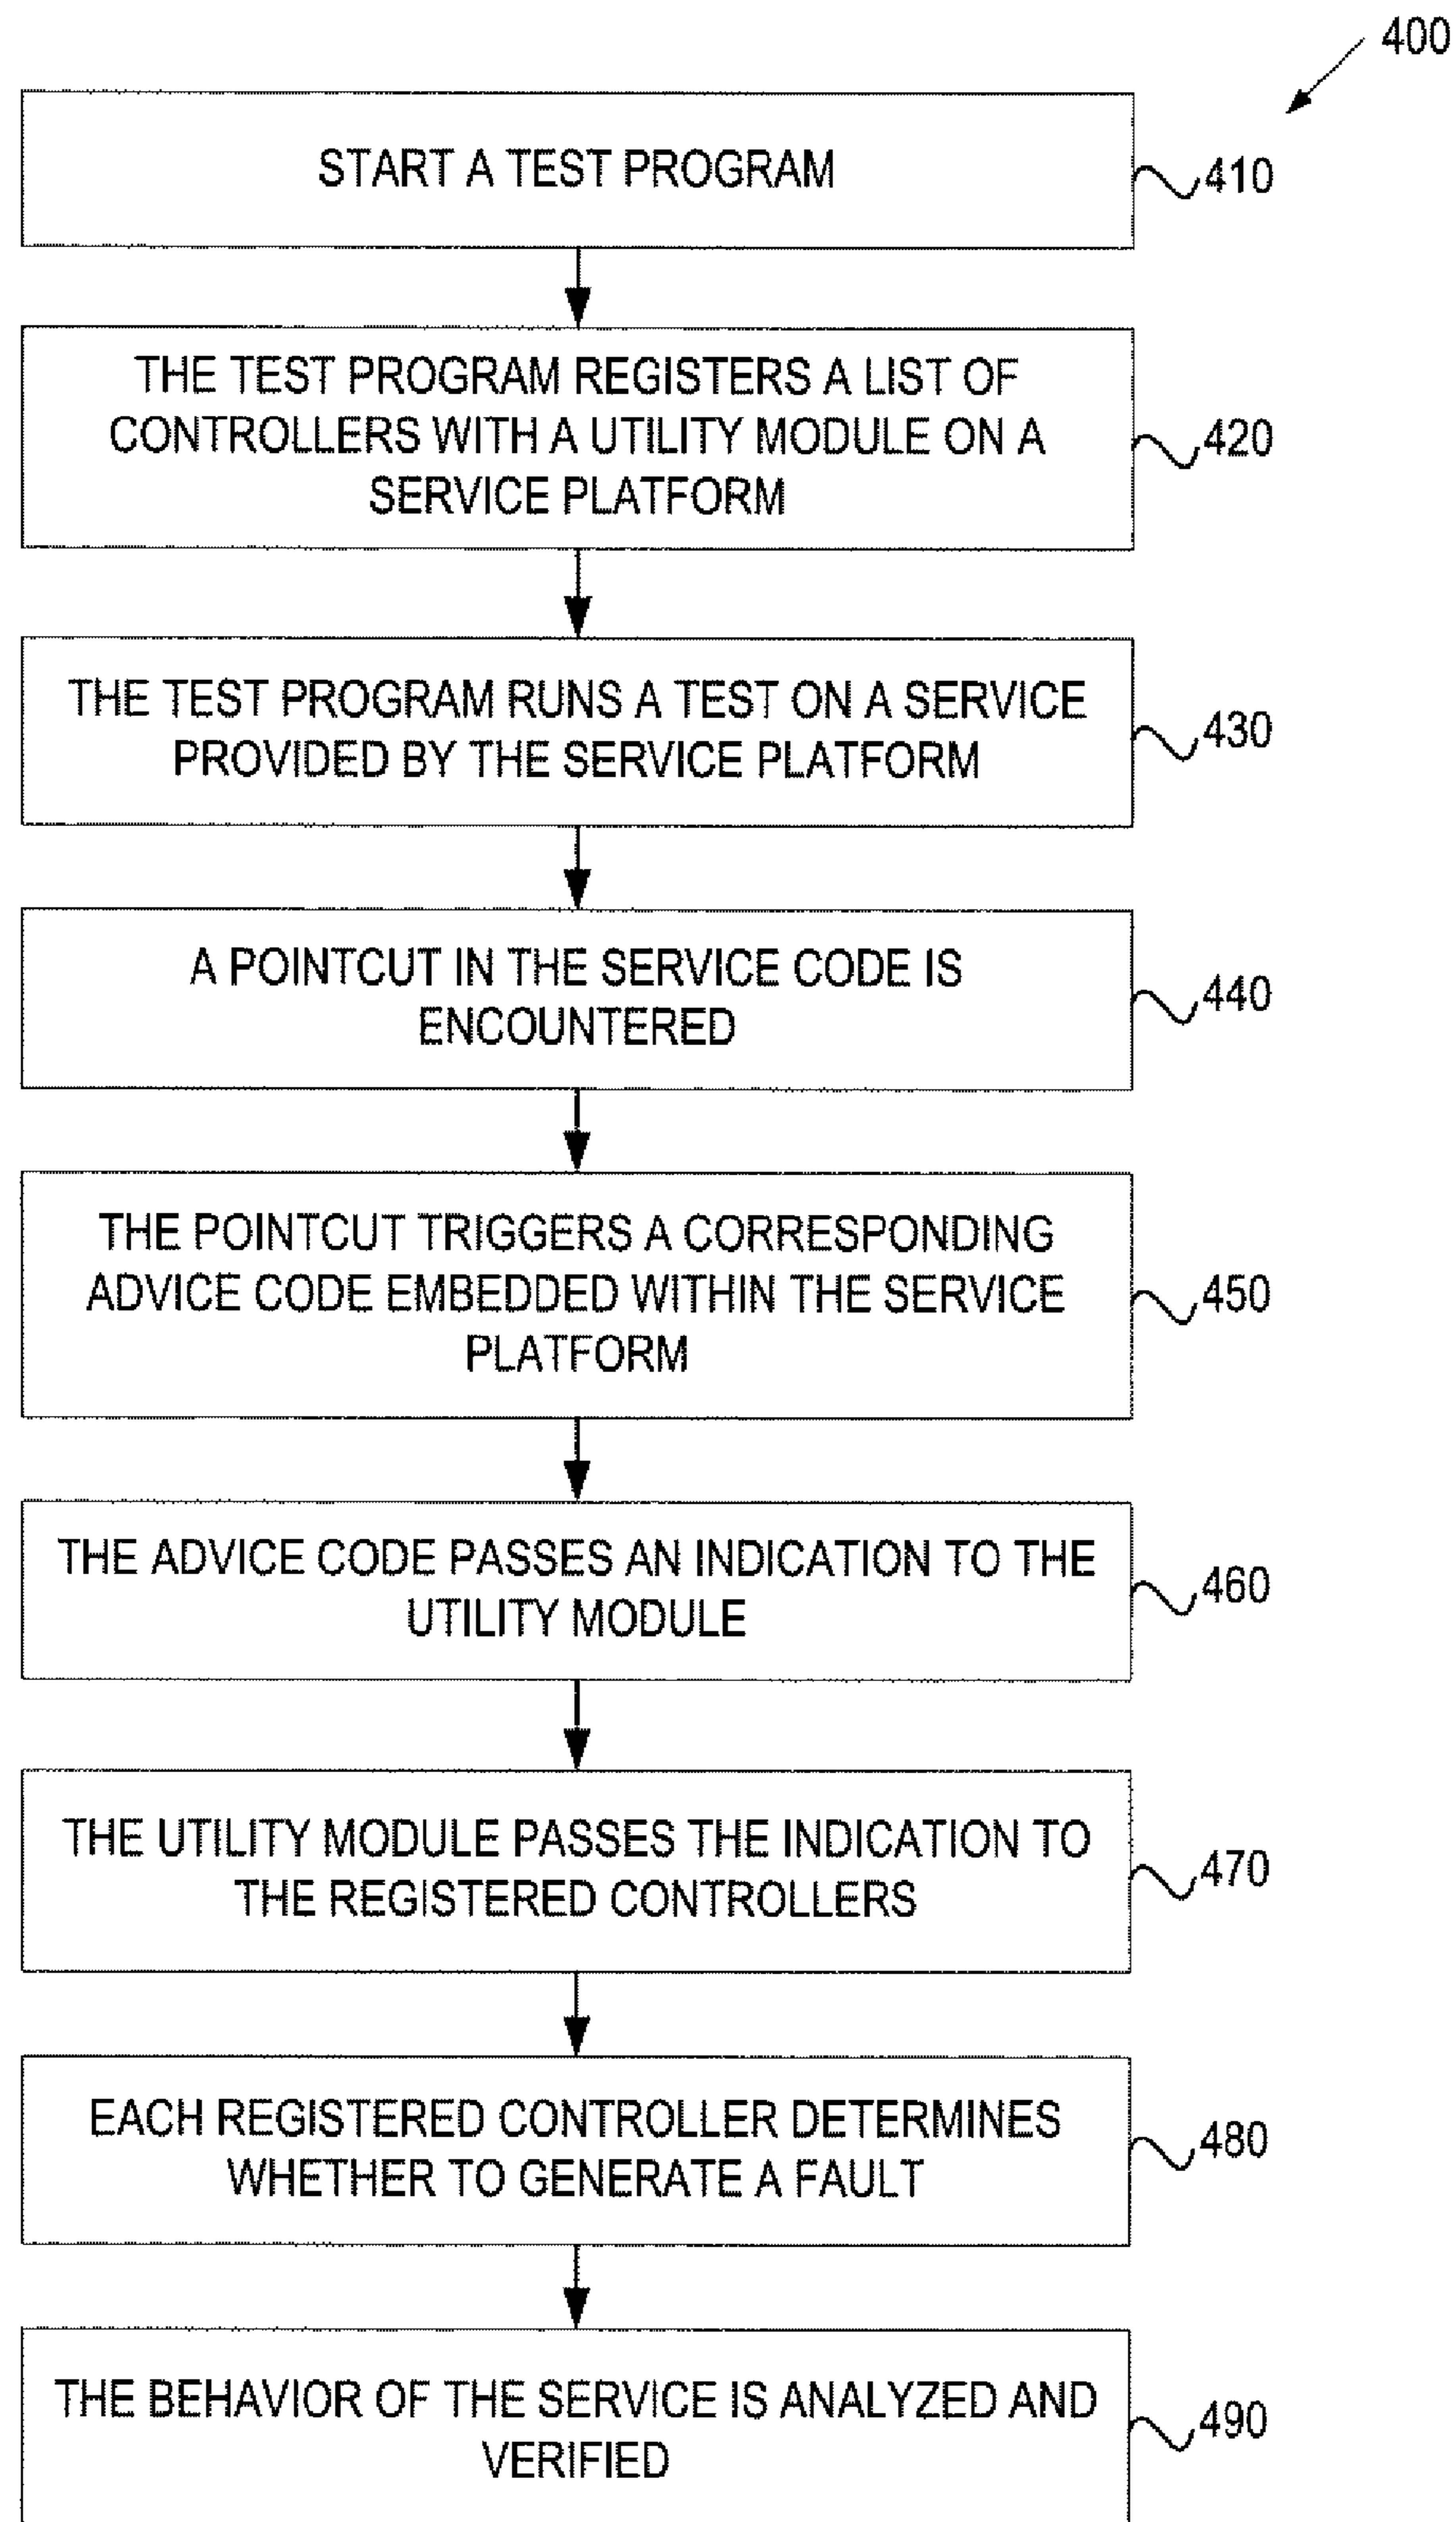 400
START A TEST PROGRAM
410
THE TEST PROGRAM REGISTERS A LIST OF
CONTROLLERS WITH A UTILITY MODULE ON A
SERVICE PLATFORM
420
THE TEST PROGRAM RUNS A TEST ON A SERVICE
PROVIDED BY THE SERVICE PLATFORM
430
A POINTCUT IN THE SERVICE CODE IS
ENCOUNTERED
440
THE POINTCUT TRIGGERS A CORRESPONDING
ADVICE CODE EMBEDDED WITHIN THE SERVICE
PLATFORM
450
THE ADVICE CODE PASSES AN INDICATION TO THE
UTILITY MODULE
460
THE UTILITY MODULE PASSES THE INDICATION TO
THE REGISTERED CONTROLLERS
470
EACH REGISTERED CONTROLLER DETERMINES
WHETHER TO GENERATE A FAULT
480
THE BEHAVIOR OF THE SERVICE IS ANALYZED AND
VERIFIED
490